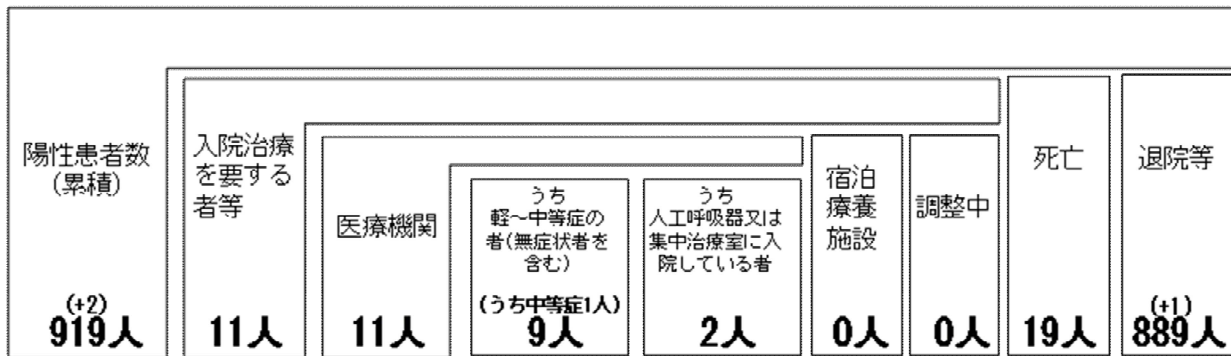 陽性患者数
(累積)
(+2)
919人
入院治療
を要する
者等
11人
医療機関
11人
うち
軽～中等症の
者(無症状者を
含む)
(うち中等症1人)
9人
うち
人工呼吸器又は
集中治療室に入
院している者
2人
宿泊
療養
施設
0人
調整中
0人
死亡
19人
退院等
(+1)
889人